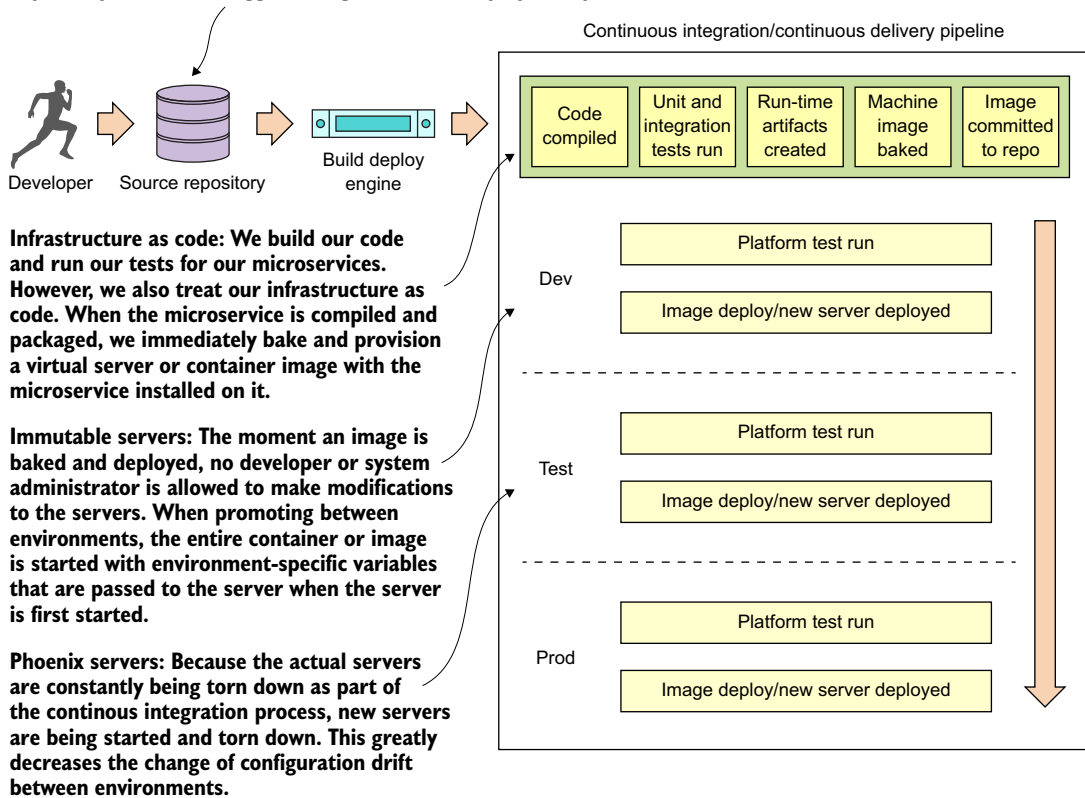 Continuous integration/continuous delivery pipeline
Developer
Source repository
Build deploy
engine
Code
compiled
Unit and
integration
tests run
Run-time
artifacts
created
Machine
image
baked
Image
committed
to repo
Infrastructure as code: We build our code
and run our tests for our microservices.
However, we also treat our infrastructure as
code. When the microservice is compiled and
packaged, we immediately bake and provision
a virtual server or container image with the
microservice installed on it.
Immutable servers: The moment an image is
baked and deployed, no developer or system
administrator is allowed to make modifications
to the servers. When promoting between
environments, the entire container or image
is started with environment-specific variables
that are passed to the server when the server
is first started.
Phoenix servers: Because the actual servers
are constantly being torn down as part of
the continous integration process, new servers
are being started and torn down. This greatly
decreases the change of configuration drift
between environments.
Dev
Platform test run
Image deploy/new server deployed
Test
Platform test run
Image deploy/new server deployed
Prod
Platform test run
Image deploy/new server deployed